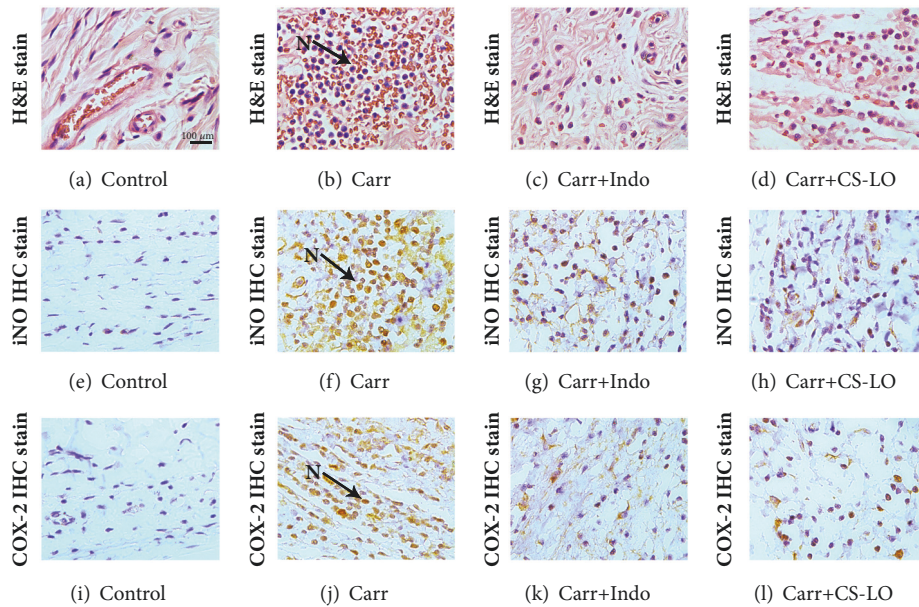 H&E stain
N
100 µm
H&E stain
H&E stain
H&E stain
(a) Control
(b) Carr
(c) Carr+Indo
(d) Carr+CS-LO
iNO IHC stain
iNO IHC stain
N
iNO IHC stain
iNO IHC stain
(e) Control
(f) Carr
(g) Carr+Indo
(h) Carr+CS-LO
COX-2 IHC stain
COX-2 IHC stain
N
COX-2 IHC stain
COX-2 IHC stain
(i) Control
(j) Carr
(k) Carr+Indo
(l) Carr+CS-LO